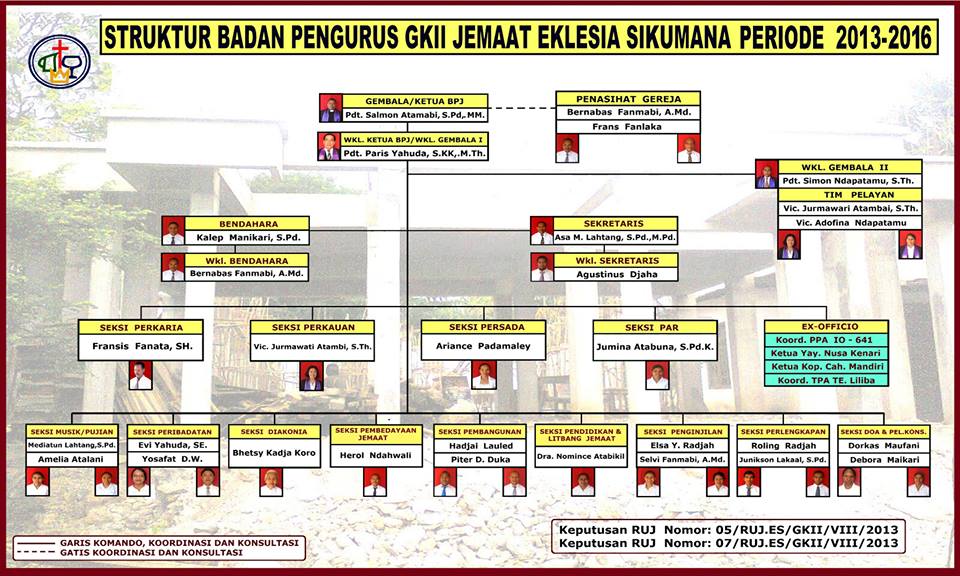 STRUKTUR BADAN PENGURUS GKII JEMAAT EKLESIA SIKUMANA PERIODE 2013-2016
GEMBALA/KETUA BPJ
Pdt. Salmon Atamabi, S.Pd,.MM.
WKL. KETUA BPJ/WKL. GEMBALA I
Pdt. Paris Yahuda, S.KK,.M.Th.
PENASIHAT GEREJA
Bernabas Fanmabi, A.Md.
Frans Fanlaka
WKL. GEMBALA II
Pdt. Simon Ndapatamu, S.Th.
TIM PELAYAN
Vic. Jurmawari Atambai, S.Th.
Vic. Adofina Ndapatamu
BENDAHARA
Kalep Manikari, S.Pd.
Wkl. BENDAHARA
Bernabas Fanmabi, A.Md.
SEKRETARIS
Asa M. Lahtang, S.Pd.,M.Pd.
Wkl. SEKRETARIS
Agustinus Djaha
SEKSI PERKARIA
Fransis Fanata, SH.
SEKSI PERKAUAN
Vic. Jurmawati Atambi, S.Th.
SEKSI PERSADA
Ariance Padamaley
SEKSI PAR
Jumina Atabuna, S.Pd.K.
EX-OFFICIO
Koord. PPA IO - 641
Ketua Yay. Nusa Kenari
Ketua Kop. Cah. Mandiri
Koord. TPA TE. Liliba
SEKSI MUSIK/PUJIAN
Mediatun Lahtang,S.Pd.
Amelia Atalani
SEKSI PERIBADATAN
Evi Yahuda, SE.
Yosafat D.W.
SEKSI DIAKONIA
Bhetsy Kadja Koro
SEKSI PEMBEDAYAAN
JEMAAT
Herol Ndahwali
SEKSI PEMBANGUNAN
Hadjai Lauled
Piter D. Duka
SEKSI PENDIDIKAN &
LITBANG JEMAAT
Dra. Nomince Atabikil
SEKSI PENGINJILAN
Elsa Y. Radjah
Selvi Fanmabi, A.Md.
SEKSI PERLENGKAPAN
Roling Radjah
Junikson Lakaal, S.Pd.
SEKSI DOA & PEL.KONS.
Dorkas Maufani
Debora Maikari
GARIS KOMANDO, KOORDINASI DAN KONSULTASI
GATIS KOORDINASI DAN KONSULTASI
Keputusan RUJ Nomor: 05/RUJ.ES/GKII/VIII/2013
Keputusan RUJ Nomor: 07/RUJ.ES/GKII/VIII/2013